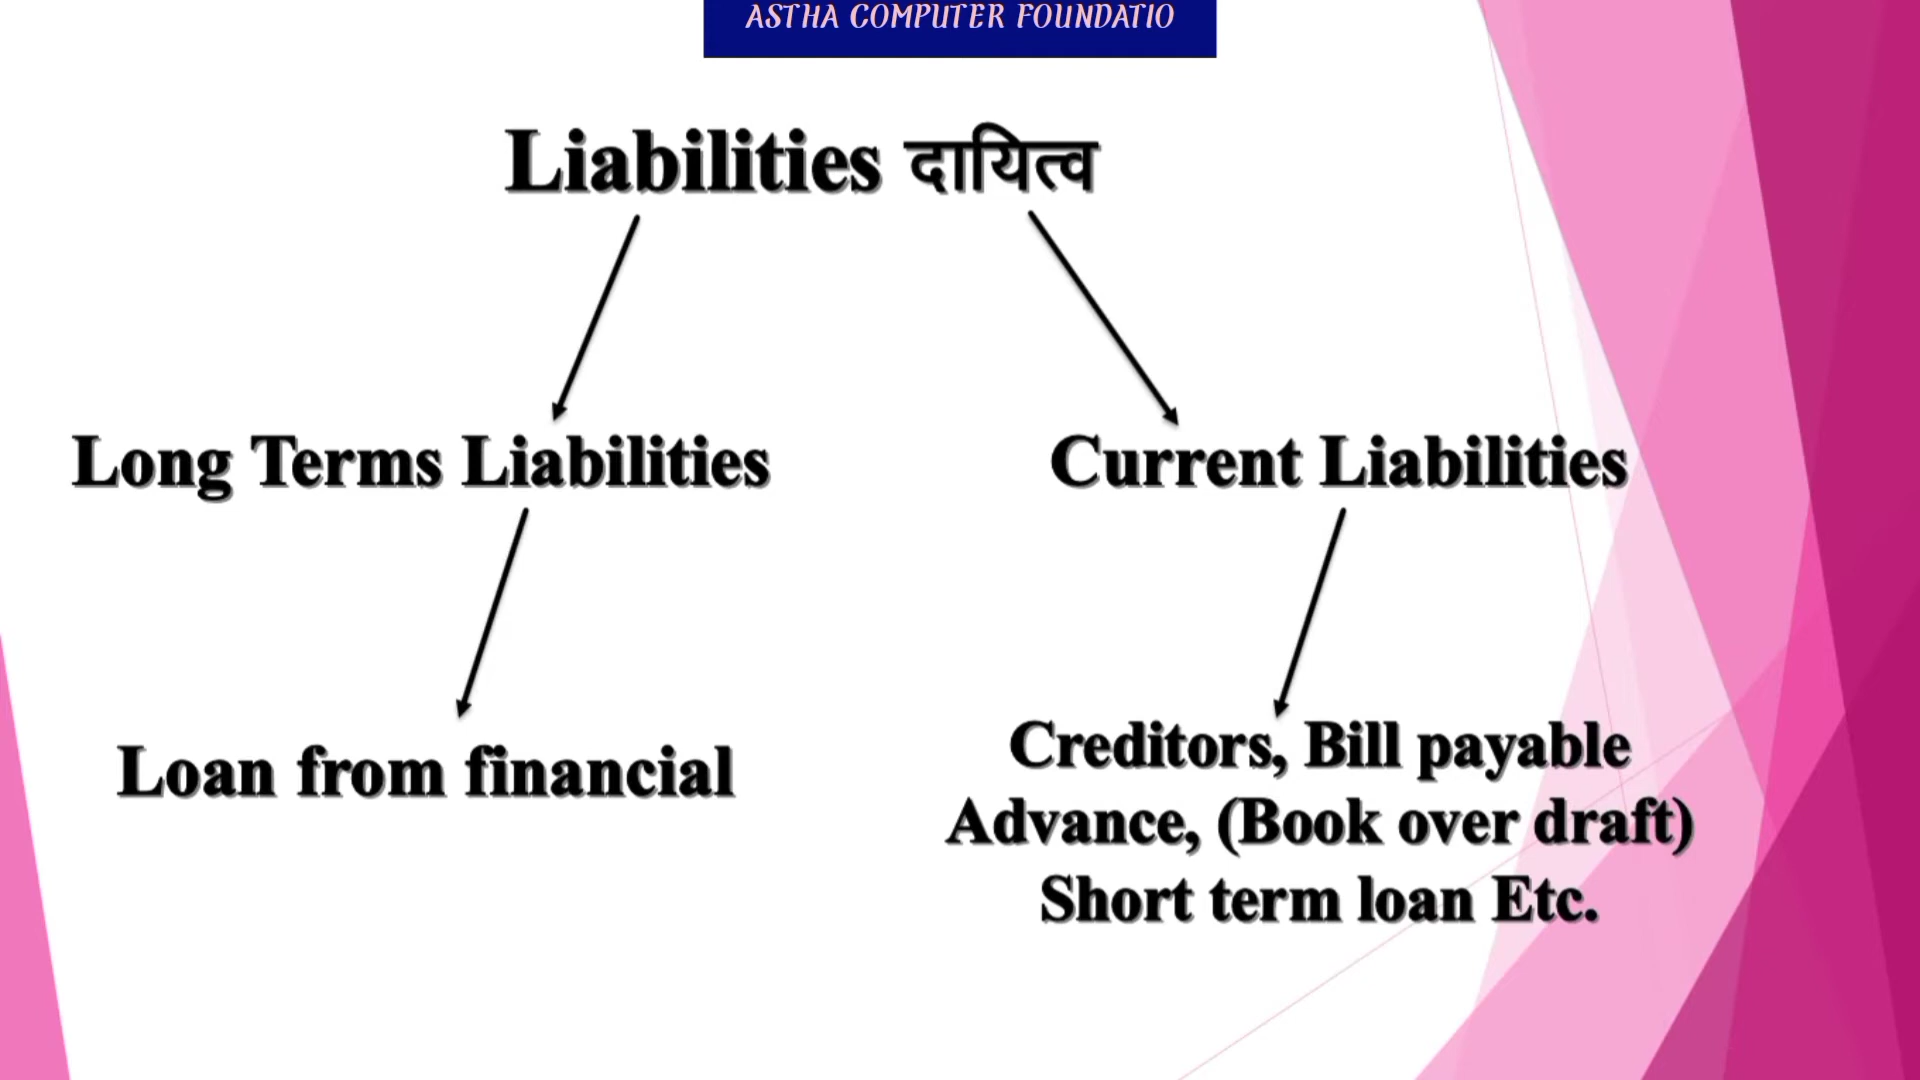 ASTHA COMPUTER FOUNDATIO
Liabilities दायित्व
Long Terms Liabilities
Current Liabilities
Loan from financial
Creditors, Bill payable
Advance, (Book over draft)
Short term loan Etc.